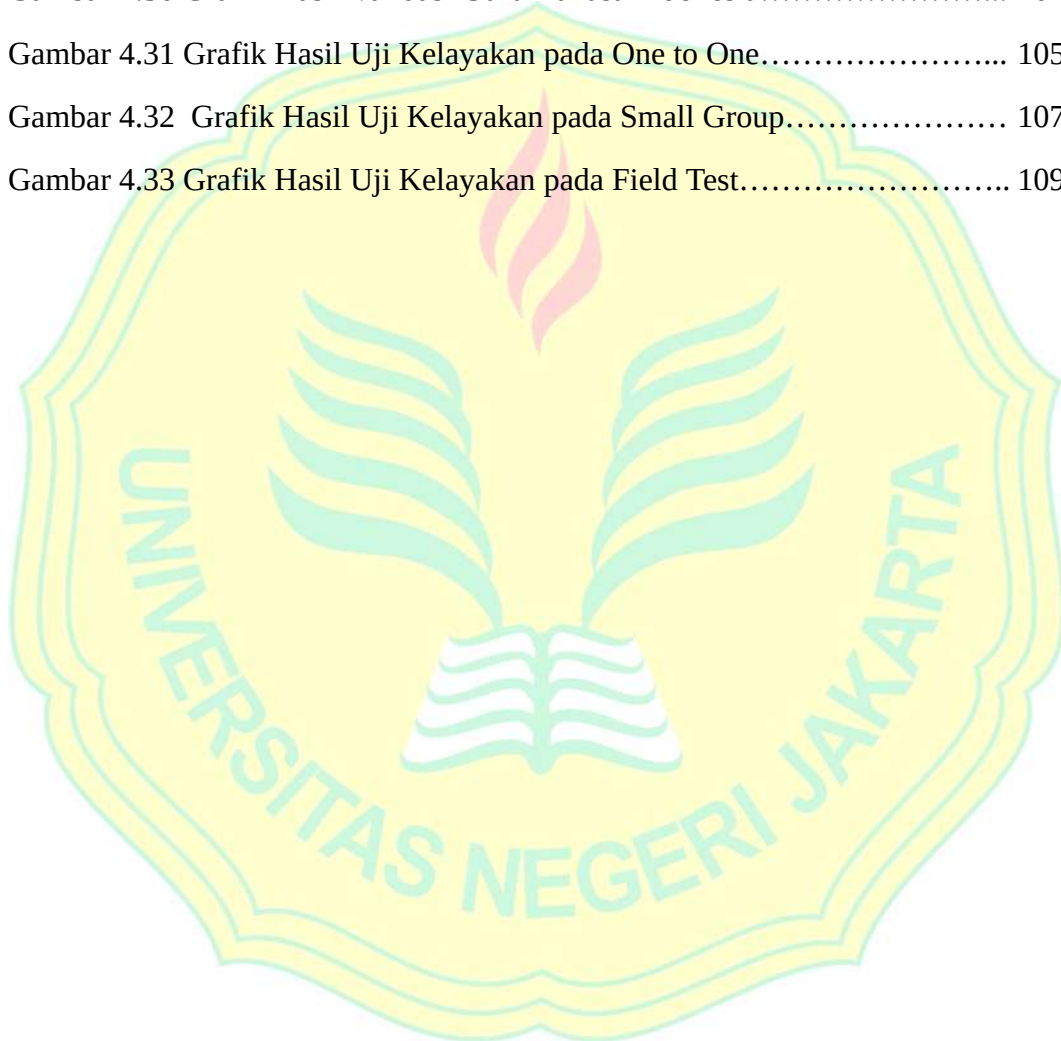 Gambar 4.31 Grafik Hasil Uji Kelayakan pada One to One…………………... 105
Gambar 4.32  Grafik Hasil Uji Kelayakan pada Small Group………………… 107
Gambar 4.33 Grafik Hasil Uji Kelayakan pada Field Test…………………….. 109
UNIVERSITAS NEGERI JAKARTA